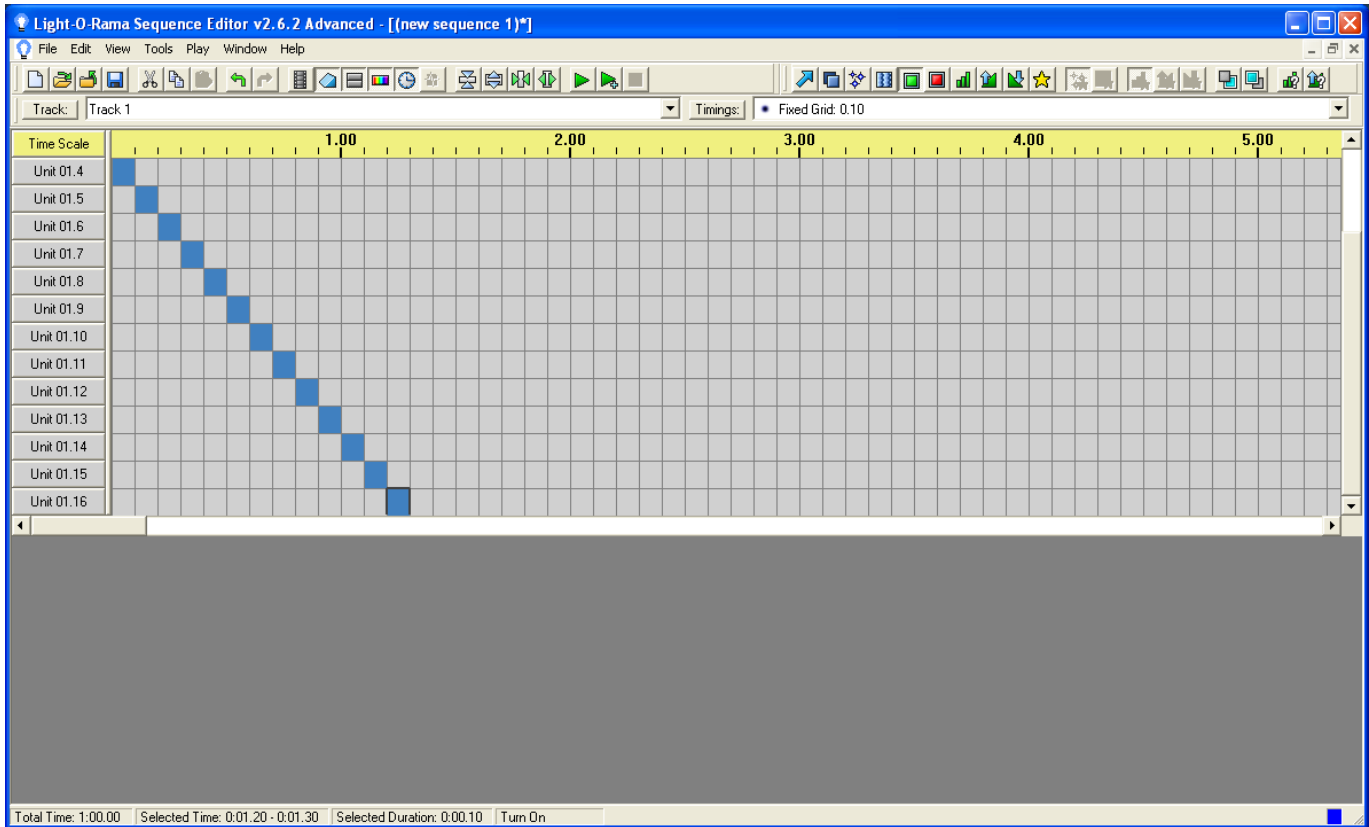 Light-O-Rama Sequence Editor v2.6.2 Advanced - [(new sequence 1)*]
File Edit View Tools Play Window Help
Track: Track 1 Timings: Fixed Grid: 0.10
Time Scale 1.00 2.00 3.00 4.00 5.00
Unit 01.4
Unit 01.5
Unit 01.6
Unit 01.7
Unit 01.8
Unit 01.9
Unit 01.10
Unit 01.11
Unit 01.12
Unit 01.13
Unit 01.14
Unit 01.15
Unit 01.16
Total Time: 1:00.00 Selected Time: 0:01.20 - 0:01.30 Selected Duration: 0:00.10 Turn On